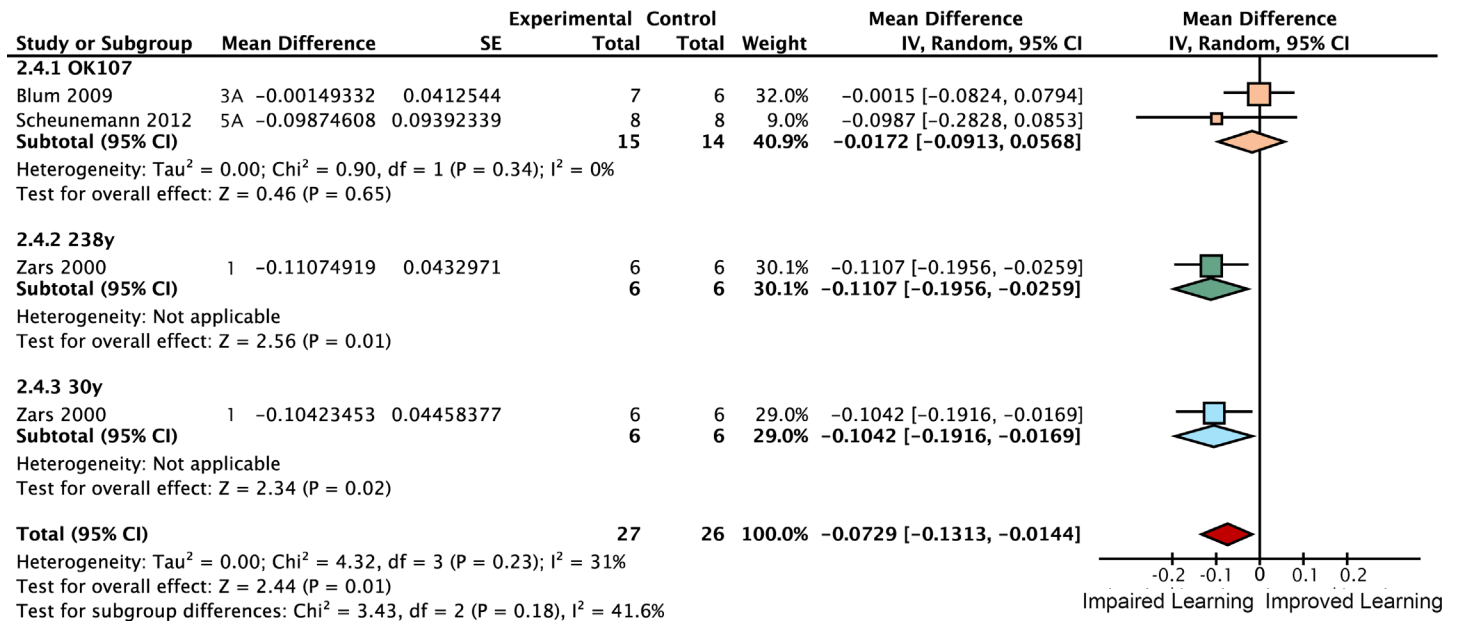 Experimental Control Mean Difference Mean Difference
Study or Subgroup Mean Difference SE Total Total Weight IV, Random, 95% CI IV, Random, 95% CI
2.4.1 OK107
Blum 2009 3A −0.00149332 0.0412544 7 6 32.0% −0.0015 [−0.0824, 0.0794]
Scheunemann 2012 5A −0.09874608 0.09392339 8 8 9.0% −0.0987 [−0.2828, 0.0853]
Subtotal (95% CI) 15 14 40.9% −0.0172 [−0.0913, 0.0568]
Heterogeneity: Tau² = 0.00; Chi² = 0.90, df = 1 (P = 0.34); I² = 0%
Test for overall effect: Z = 0.46 (P = 0.65)
2.4.2 238y
Zars 2000 1 −0.11074919 0.0432971 6 6 30.1% −0.1107 [−0.1956, −0.0259]
Subtotal (95% CI) 6 6 30.1% −0.1107 [−0.1956, −0.0259]
Heterogeneity: Not applicable
Test for overall effect: Z = 2.56 (P = 0.01)
2.4.3 30y
Zars 2000 1 −0.10423453 0.04458377 6 6 29.0% −0.1042 [−0.1916, −0.0169]
Subtotal (95% CI) 6 6 29.0% −0.1042 [−0.1916, −0.0169]
Heterogeneity: Not applicable
Test for overall effect: Z = 2.34 (P = 0.02)
Total (95% CI) 27 26 100.0% −0.0729 [−0.1313, −0.0144]
Heterogeneity: Tau² = 0.00; Chi² = 4.32, df = 3 (P = 0.23); I² = 31%
Test for overall effect: Z = 2.44 (P = 0.01)
Test for subgroup differences: Chi² = 3.43, df = 2 (P = 0.18), I² = 41.6%
-0.2 -0.1 0 0.1 0.2
Impaired Learning Improved Learning